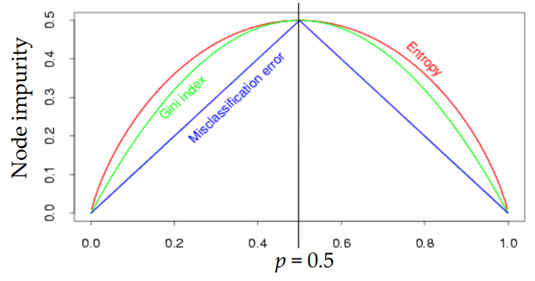 Node impurity
0.5
0.4
0.3
0.2
0.1
0.0
Gini index
Misclassification error
Entropy
0.0 0.2 0.4 0.6 0.8 1.0
p = 0.5